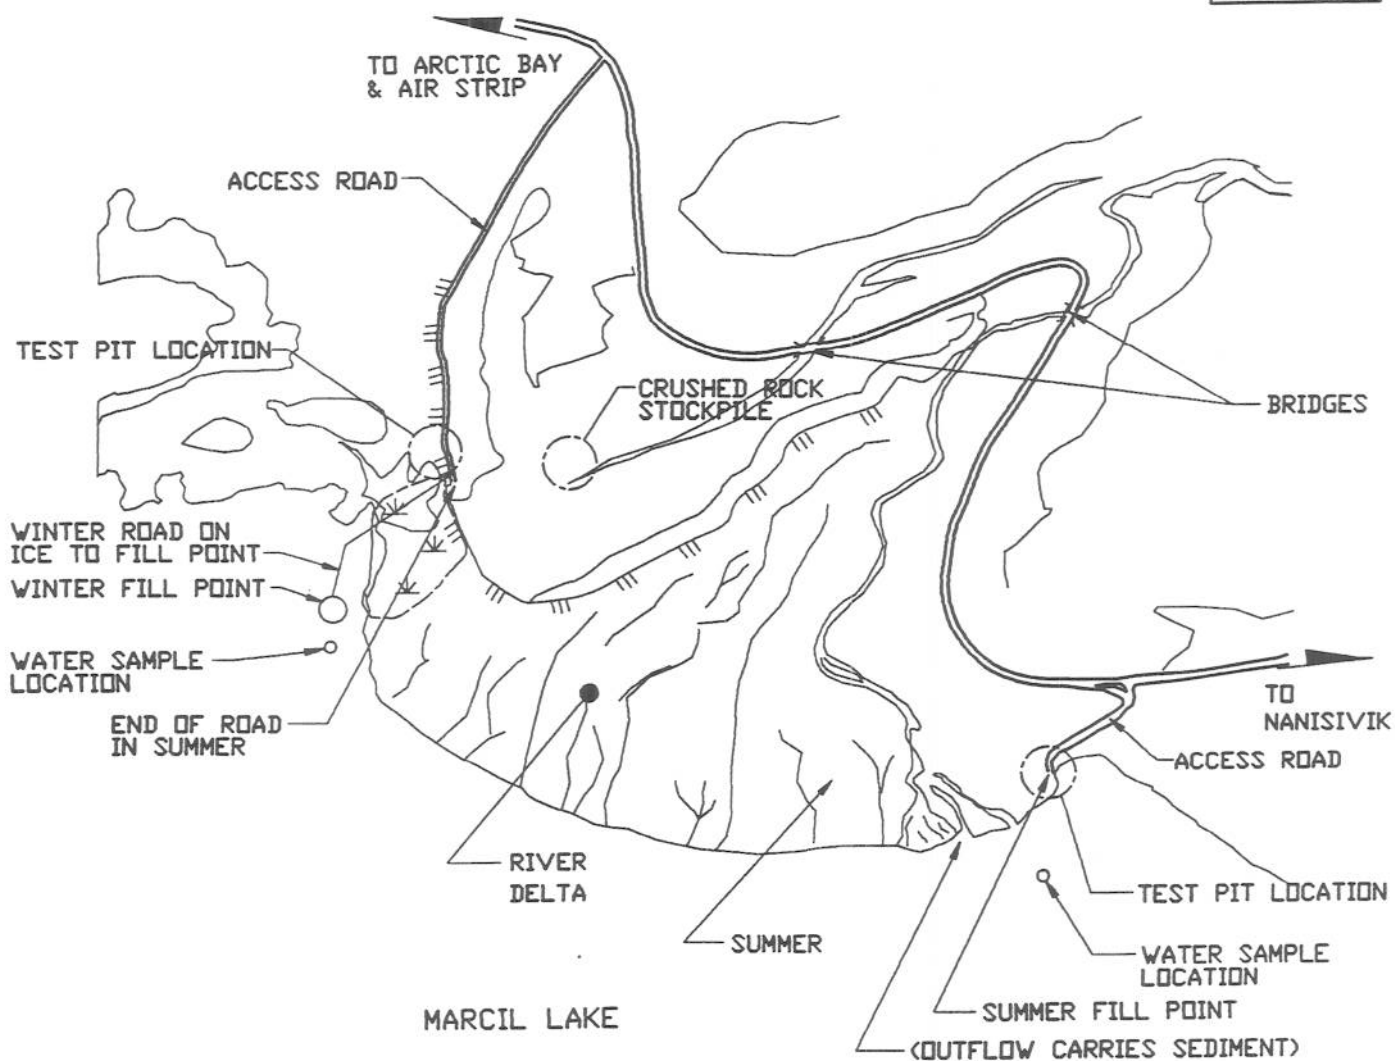 TO ARCTIC BAY
& AIR STRIP
ACCESS ROAD
TEST PIT LOCATION
CRUSHED ROCK
STOCKPILE
BRIDGES
WINTER ROAD ON
ICE TO FILL POINT
WINTER FILL POINT
WATER SAMPLE
LOCATION
END OF ROAD
IN SUMMER
TO
NANISIVIK
ACCESS ROAD
RIVER
DELTA
TEST PIT LOCATION
SUMMER
WATER SAMPLE
LOCATION
SUMMER FILL POINT
MARCIL LAKE
(OUTFLOW CARRIES SEDIMENT)